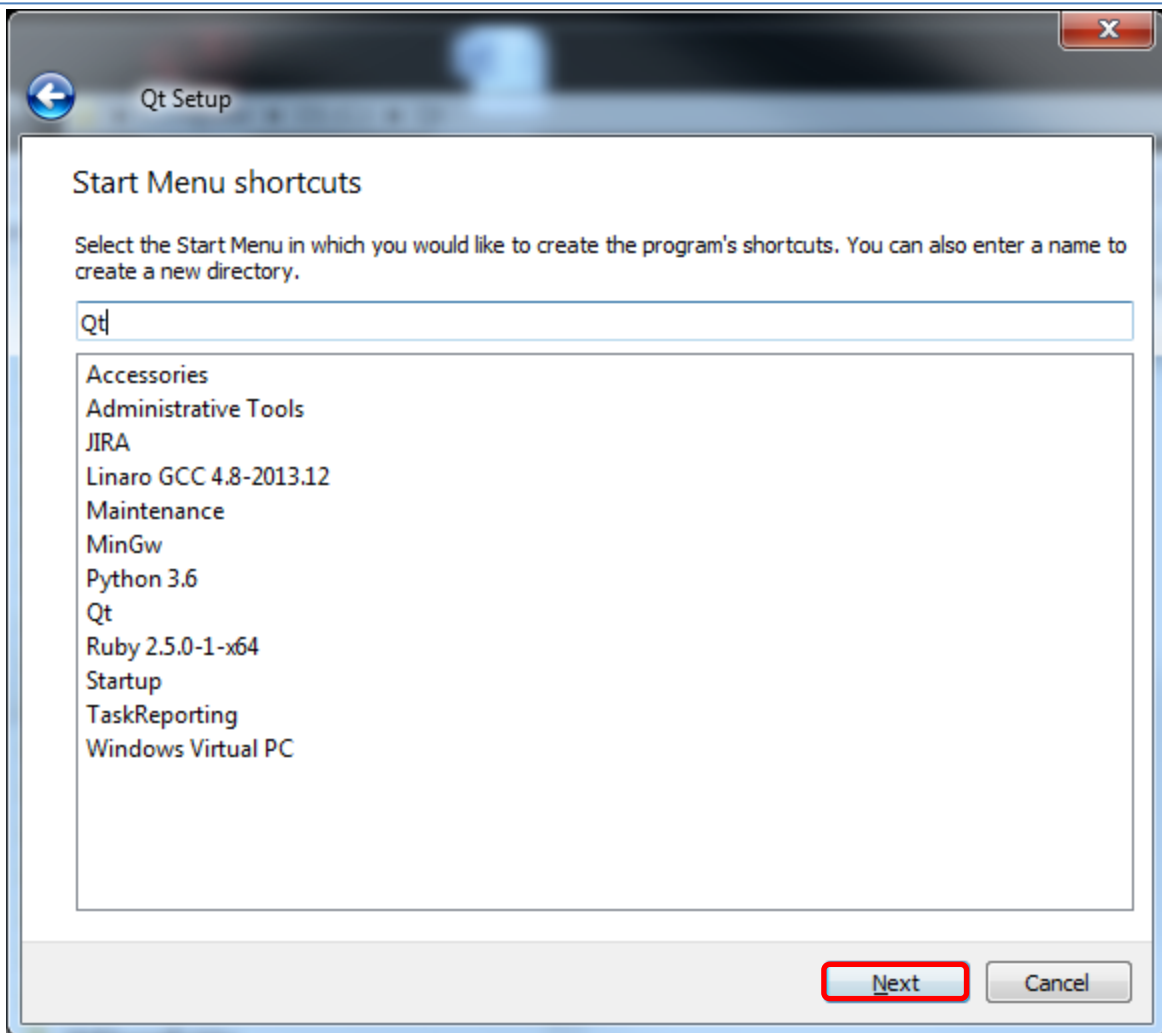 Qt Setup
Start Menu shortcuts
Select the Start Menu in which you would like to create the program's shortcuts. You can also enter a name to
create a new directory.
Qt
Accessories
Administrative Tools
JIRA
Linaro GCC 4.8-2013.12
Maintenance
MinGw
Python 3.6
Qt
Ruby 2.5.0-1-x64
Startup
TaskReporting
Windows Virtual PC
Next Cancel